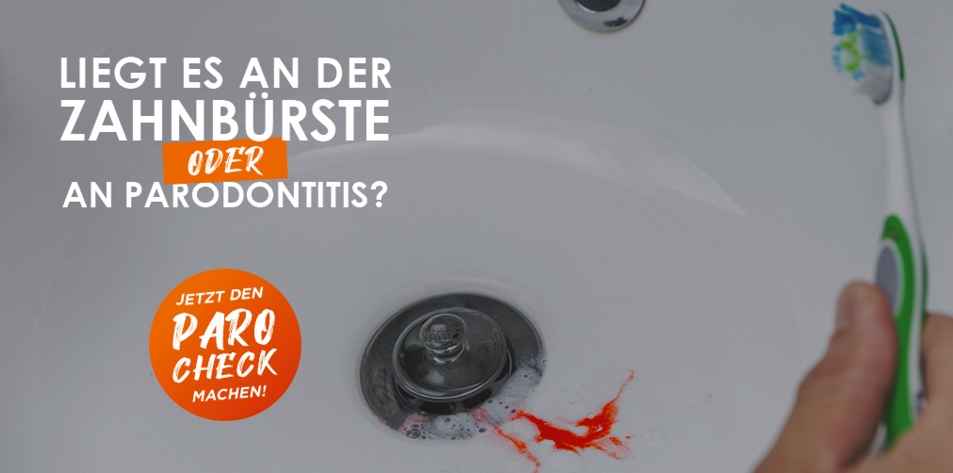 LIEGT ES AN DER
ZAHNBÜRSTE
ODER
AN PARODONTITIS?
JETZT DEN
PARO
CHECK
MACHEN!